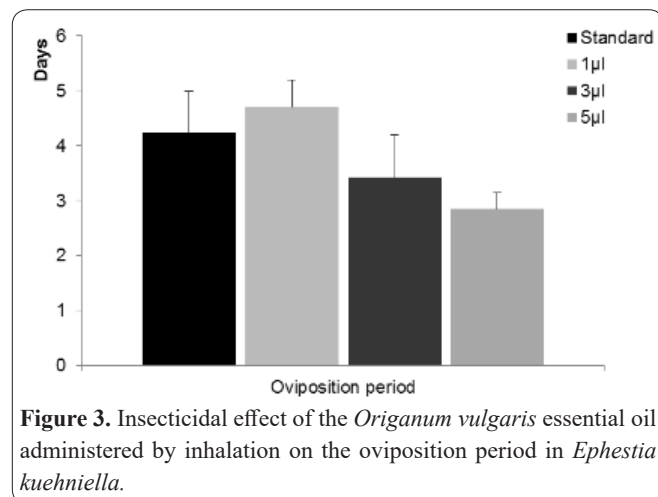 Days
6
5
4
3
2
1
0
Standard
1µl
3µl
5µl
Oviposition period
Figure 3. Insecticidal effect of the Origanum vulgaris essential oil
administered by inhalation on the oviposition period in Ephestia
kuehniella.